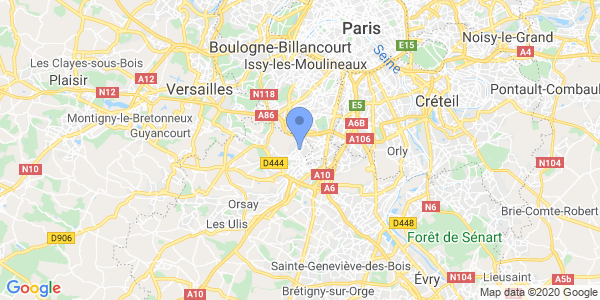 Paris
E15
Noisy-le-Grand
Boulogne-Billancourt
A4
Les Clayes-sous-Bois
Issy-les-Moulineaux
Seine
Plaisir
A12
Versailles
N12
N118
Créteil
Pontault-Combaul
E5
A86
Montigny-le-Bretonneux
A6B
Guyancourt
A106
Orly
D444
N104
N10
A10
A6
Orsay
N6
Brie-Comte-Robert
Les Ulis
D448
D906
Forêt de Sénart
Sainte-Geneviève-des-Bois
Évry
N104
Lieusaint
A5b
Google
A10
Brétigny-sur-Orge
Map data ©2020 Google